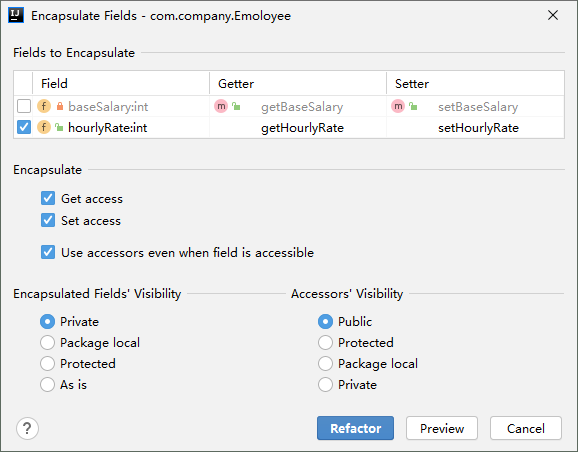 Encapsulate Fields - com.company.Emoloyee
Fields to Encapsulate
Field Getter Setter
baseSalary:int getBaseSalary setBaseSalary
hourlyRate:int getHourlyRate setHourlyRate
Encapsulate
Get access
Set access
Use accessors even when field is accessible
Encapsulated Fields' Visibility
Private
Package local
Protected
As is
Accessors' Visibility
Public
Protected
Package local
Private
? Refactor Preview Cancel